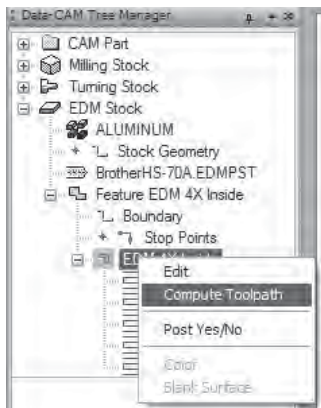 Data-CAM Tree Manager
CAM Part
Milling Stock
Turning Stock
EDM Stock
ALUMINUM
Stock Geometry
BrotherHS-70A.EDMPST
Feature EDM 4X Inside
Boundary
Stop Points
Edit
Compute Toolpath
Post Yes/No
Color
Blank Surface